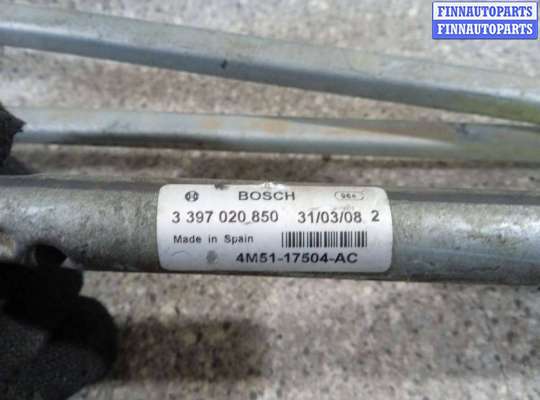 FINNAUTOPARTS
FINNAUTOPARTS
BOSCH
3 397 020 850 31/03/08 2
Made in Spain
4M51-17504-AC